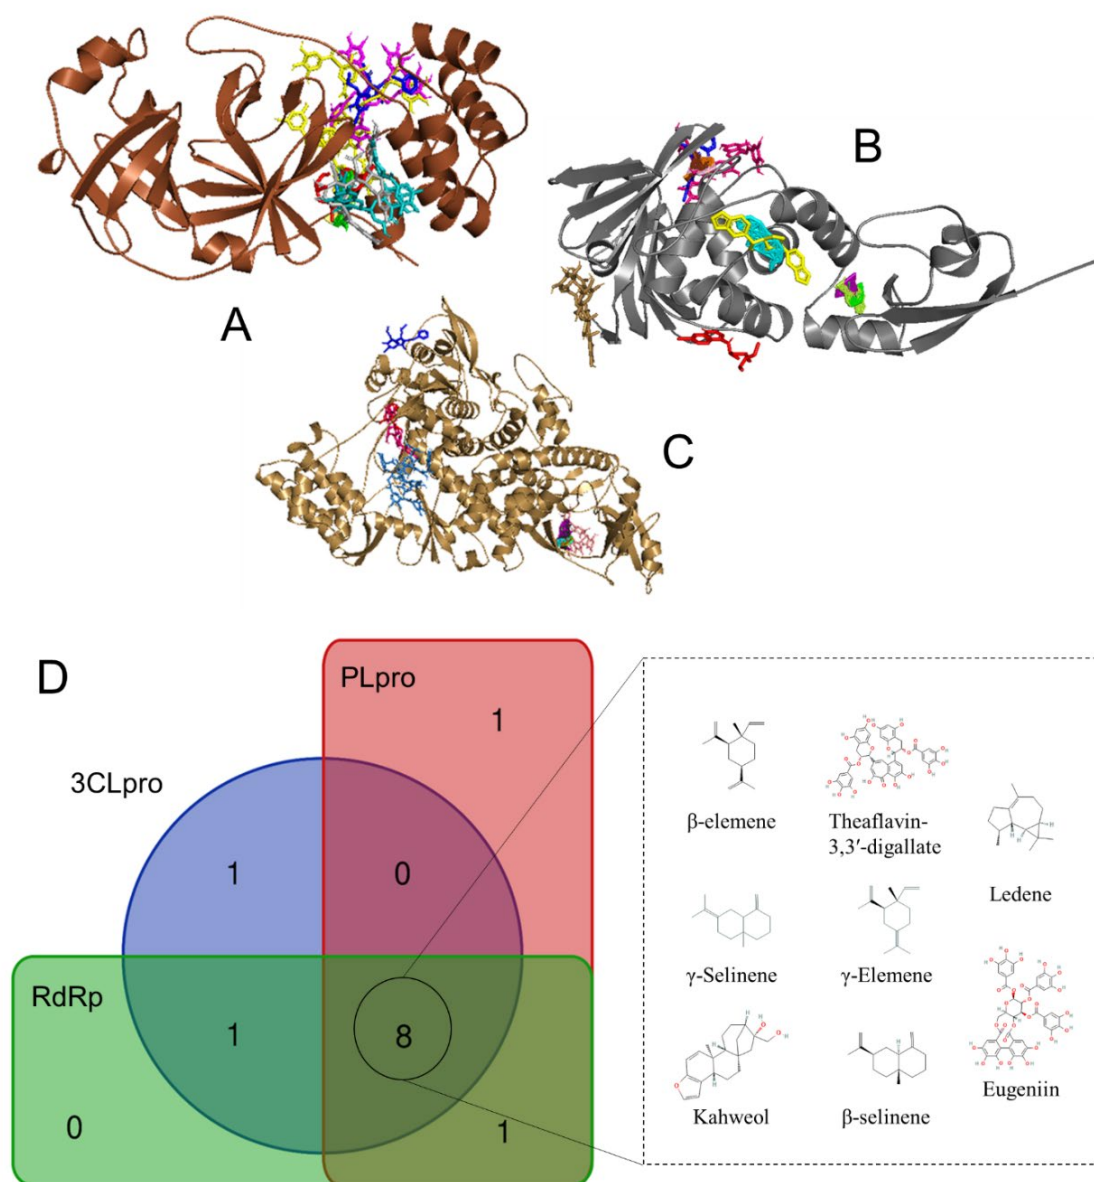 A
B
C
D
PLpro
1
3CLpro
1
0
RdRp
1
8
0
1
β-elemene
Theaflavin-
3,3′-digallate
Ledene
γ-Selinene
γ-Elemene
Kahweol
β-selinene
Eugeniin